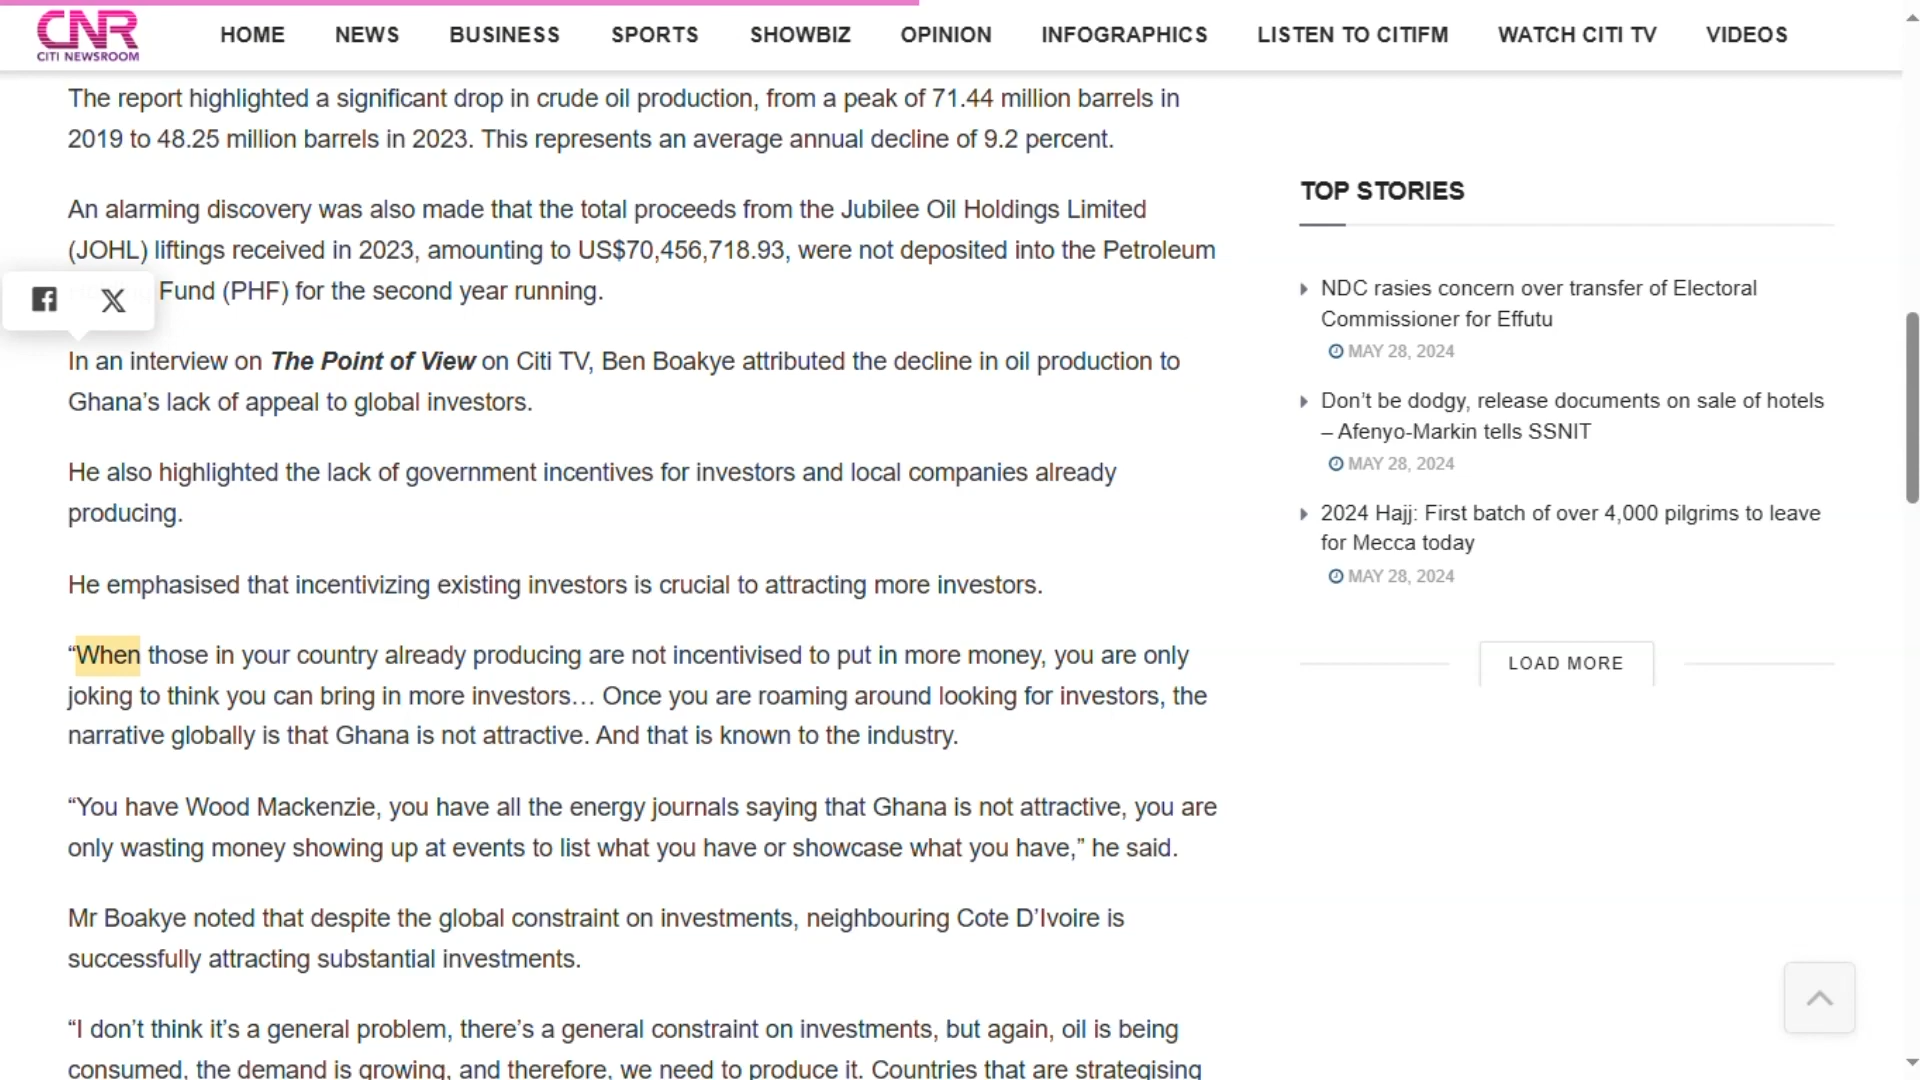 CNR
CITI NEWSROOM
HOME
NEWS
BUSINESS
SPORTS
SHOWBIZ
OPINION
INFOGRAPHICS
LISTEN TO CITIFM
WATCH CITI TV
VIDEOS
The report highlighted a significant drop in crude oil production, from a peak of 71.44 million barrels in
2019 to 48.25 million barrels in 2023. This represents an average annual decline of 9.2 percent.
An alarming discovery was also made that the total proceeds from the Jubilee Oil Holdings Limited
(JOHL) liftings received in 2023, amounting to US$70,456,718.93, were not deposited into the Petroleum
Fund (PHF) for the second year running.
In an interview on The Point of View on Citi TV, Ben Boakye attributed the decline in oil production to
Ghana’s lack of appeal to global investors.
He also highlighted the lack of government incentives for investors and local companies already
producing.
He emphasised that incentivizing existing investors is crucial to attracting more investors.
“When those in your country already producing are not incentivised to put in more money, you are only
joking to think you can bring in more investors… Once you are roaming around looking for investors, the
narrative globally is that Ghana is not attractive. And that is known to the industry.
“You have Wood Mackenzie, you have all the energy journals saying that Ghana is not attractive, you are
only wasting money showing up at events to list what you have or showcase what you have,” he said.
Mr Boakye noted that despite the global constraint on investments, neighbouring Cote D’Ivoire is
successfully attracting substantial investments.
“I don’t think it’s a general problem, there’s a general constraint on investments, but again, oil is being
consumed, the demand is growing, and therefore, we need to produce it. Countries that are strategising
TOP STORIES
NDC rasies concern over transfer of Electoral
Commissioner for Effutu
MAY 28, 2024
Don’t be dodgy, release documents on sale of hotels
– Afenyo-Markin tells SSNIT
MAY 28, 2024
2024 Hajj: First batch of over 4,000 pilgrims to leave
for Mecca today
MAY 28, 2024
LOAD MORE